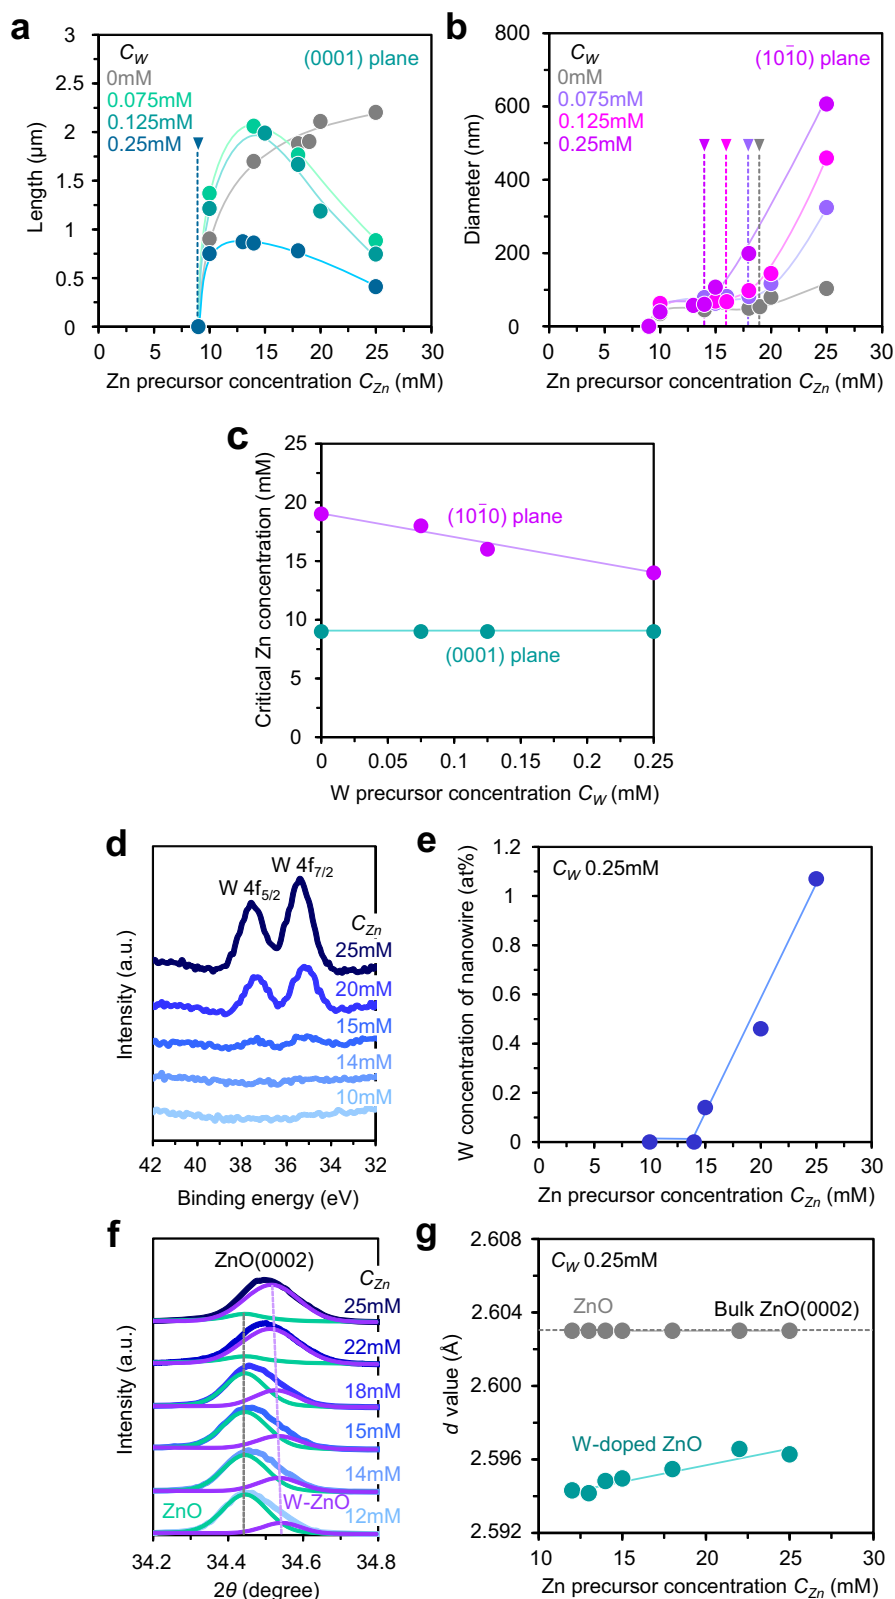 a
C_W
0mM
0.075mM
0.125mM
0.25mM
(0001) plane
Length (μm)
3
2.5
2
1.5
1
0.5
0
0 5 10 15 20 25 30
Zn precursor concentration C_Zn (mM)
b
C_W
0mM
0.075mM
0.125mM
0.25mM
(101̄0) plane
Diameter (nm)
800
600
400
200
0
0 5 10 15 20 25 30
Zn precursor concentration C_Zn (mM)
c
Critical Zn concentration (mM)
25
20
15
10
5
0
(101̄0) plane
(0001) plane
0 0.05 0.1 0.15 0.2 0.25
W precursor concentration C_W (mM)
d
W 4f7/2
W 4f5/2
C_Zn
25mM
20mM
15mM
14mM
10mM
Intensity (a.u.)
42 40 38 36 34 32
Binding energy (eV)
e
C_W 0.25mM
W concentration of nanowire (at%)
1.2
1
0.8
0.6
0.4
0.2
0
0 5 10 15 20 25 30
Zn precursor concentration C_Zn (mM)
f
ZnO(0002)
C_Zn
25mM
22mM
18mM
15mM
14mM
12mM
ZnO
W-ZnO
Intensity (a.u.)
34.2 34.4 34.6 34.8
2θ (degree)
g
C_W 0.25mM
ZnO
Bulk ZnO(0002)
W-doped ZnO
d value (Å)
2.608
2.604
2.600
2.596
2.592
10 15 20 25 30
Zn precursor concentration C_Zn (mM)